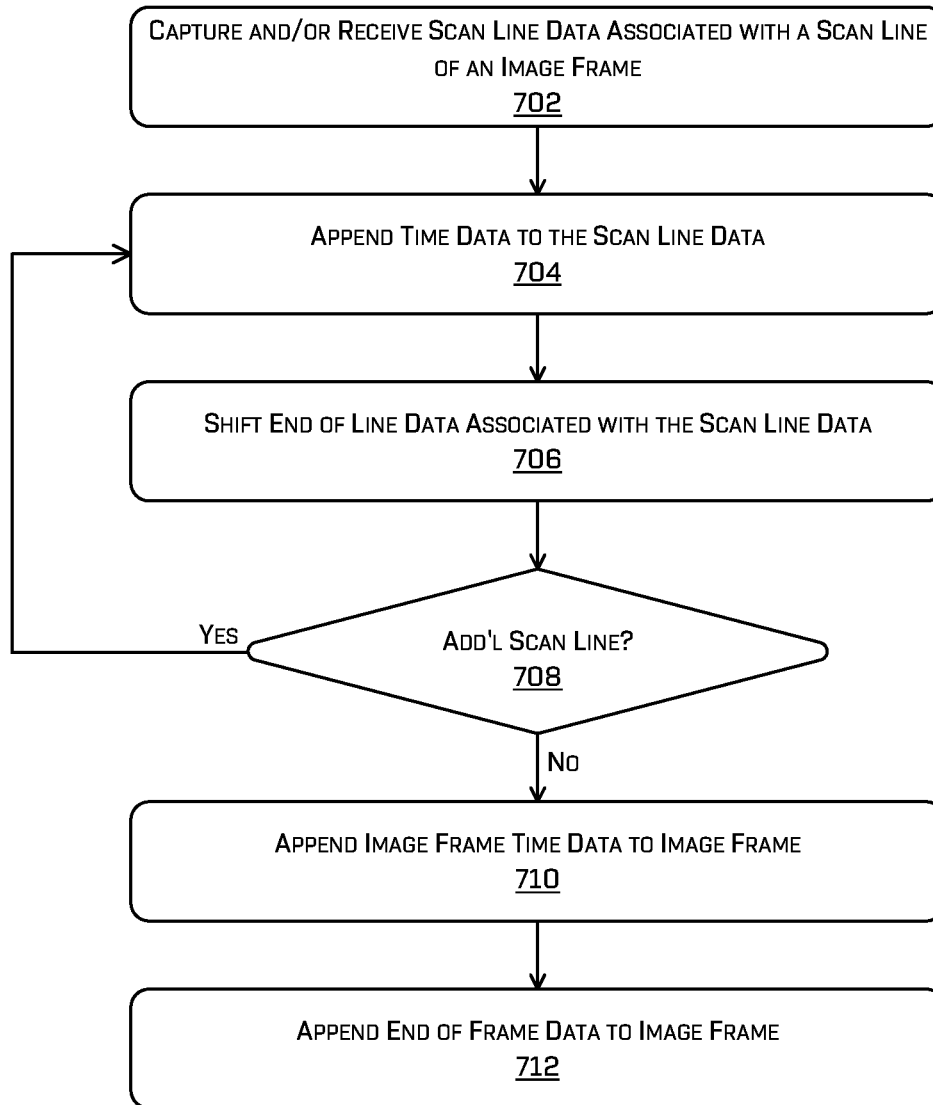 Capture and/or Receive Scan Line Data Associated with a Scan Line
of an Image Frame
702
Append Time Data to the Scan Line Data
704
Shift End of Line Data Associated with the Scan Line Data
706
Yes
Add'l Scan Line?
708
No
Append Image Frame Time Data to Image Frame
710
Append End of Frame Data to Image Frame
712